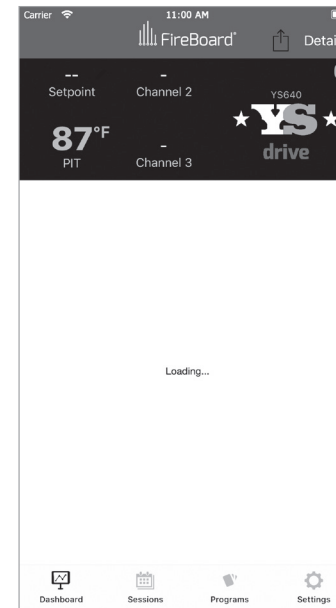 Carrier 11:00 AM
FireBoard
Detai
-- -
Setpoint Channel 2
YS640
YS
drive
87°F -
PIT Channel 3
Loading...
Dashboard Sessions Programs Settings